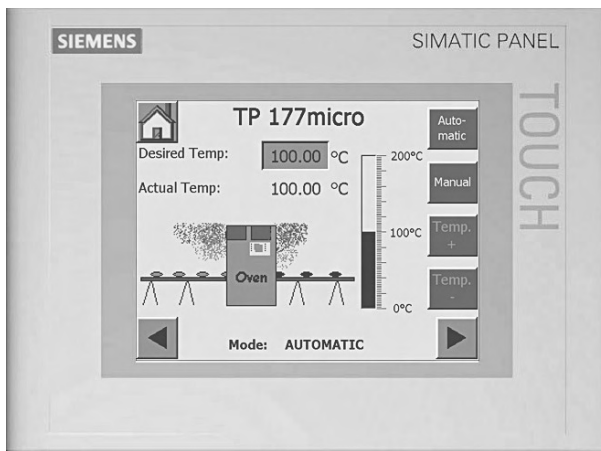 SIEMENS
SIMATIC PANEL
TOUCH
TP 177micro
Desired Temp: 100.00 °C
Actual Temp: 100.00 °C
200°C
100°C
0°C
Oven
Auto-
matic
Manual
Temp.
+
Temp.
-
Mode: AUTOMATIC